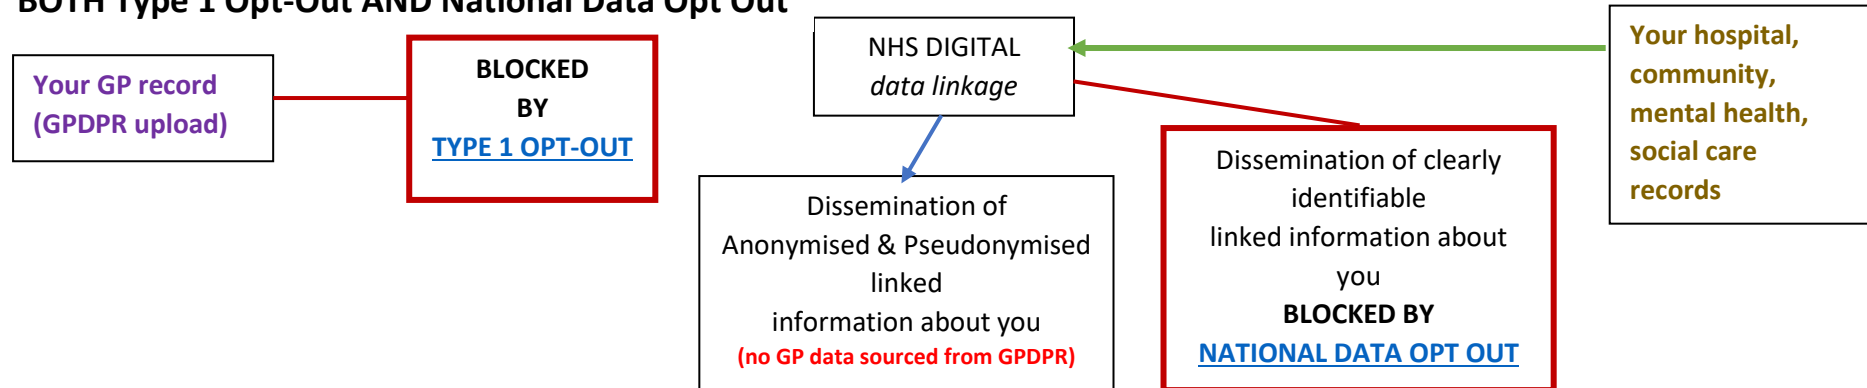 BOTH Type 1 Opt-Out AND National Data Opt Out
Your GP record
(GPDPR upload)
BLOCKED
BY
TYPE 1 OPT-OUT
NHS DIGITAL
data linkage
Dissemination of
Anonymised & Pseudonymised
linked
information about you
(no GP data sourced from GPDPR)
Dissemination of clearly
identifiable
linked information about
you
BLOCKED BY
NATIONAL DATA OPT OUT
Your hospital,
community,
mental health,
social care
records